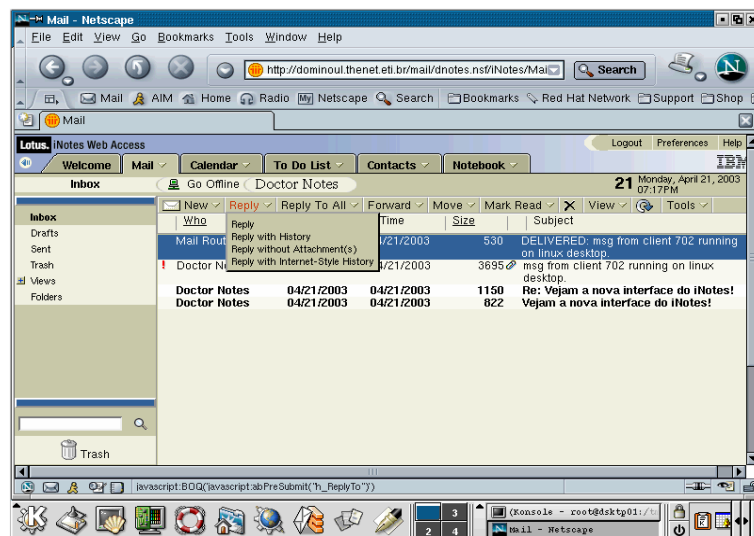 Mail - Netscape
File Edit View Go Bookmarks Tools Window Help
http://dominoul.thenet.eti.br/mail/dnotes.nsf/iNotes/Mai
Search
N
Mail AIM Home Radio My Netscape Search Bookmarks Red Hat Network Support Shop
Mail
Lotus. iNotes Web Access
Logout Preferences Help
Welcome Mail Calendar To Do List Contacts Notebook
IBM
Inbox
Go Offline Doctor Notes
21 Monday, April 21, 2003
07:17PM
New Reply Reply To All Forward Move Mark Read View Tools
Who Time Size Subject
Reply
Reply with History
Reply without Attachment(s)
Reply with Internet-Style History
Inbox
Drafts
Sent
Trash
Views
Folders
Mail Rout 4/21/2003 530 DELIVERED: msg from client 702 running
on linux desktop.
! Doctor N 4/21/2003 3695 msg from client 702 running on linux
desktop.
Doctor Notes 04/21/2003 04/21/2003 1150 Re: Vejam a nova interface do iNotes!
Doctor Notes 04/21/2003 04/21/2003 822 Vejam a nova interface do iNotes!
Trash
javascript:BOQ('javascript:abPreSubmit("h_ReplyTo")')
3
2 4
(Konsole - root@dsktp01:/
Mail - Netscape